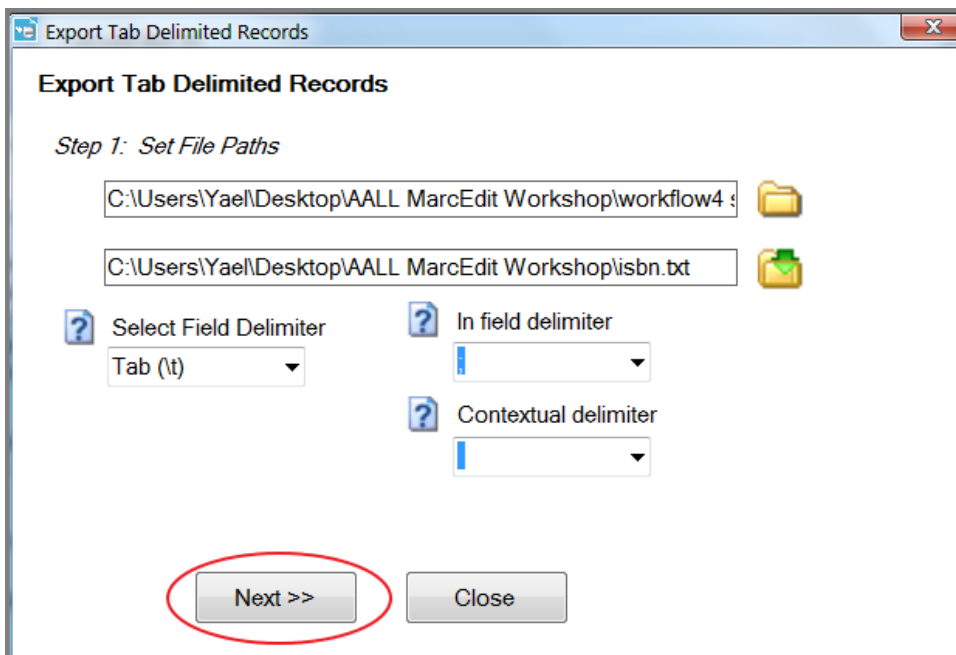 Export Tab Delimited Records
X
Export Tab Delimited Records
Step 1: Set File Paths
C:\Users\Yael\Desktop\AALL MarcEdit Workshop\workflow4 s
C:\Users\Yael\Desktop\AALL MarcEdit Workshop\isbn.txt
? Select Field Delimiter
? In field delimiter
Tab (\t)
;
? Contextual delimiter
Next >>
Close